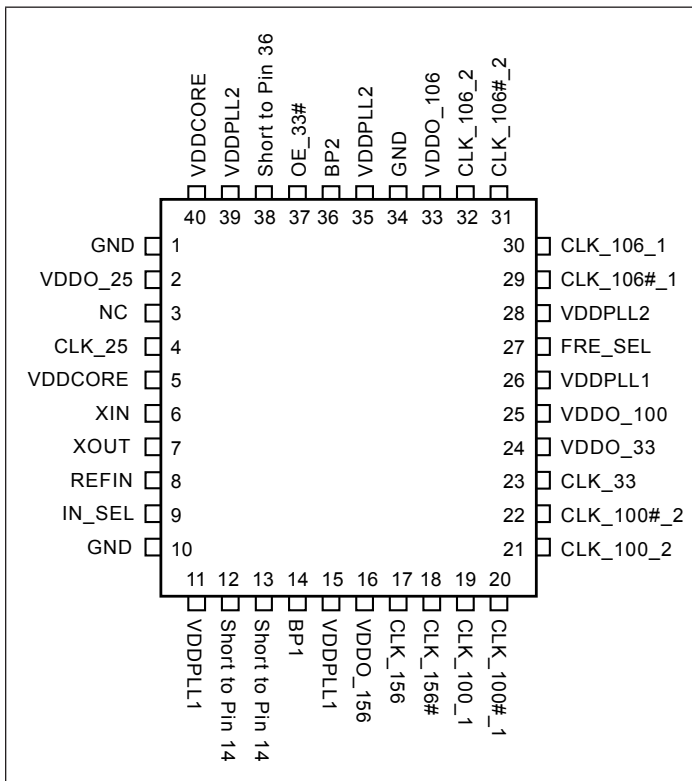 VDDCORE
VDDPLL2
Short to Pin 36
OE_33#
BP2
VDDPLL2
GND
VDDO_106
CLK_106_2
CLK_106#_2
40 39 38 37 36 35 34 33 32 31
GND 1
VDDO_25 2
NC 3
CLK_25 4
VDDCORE 5
XIN 6
XOUT 7
REFIN 8
IN_SEL 9
GND 10
30 CLK_106_1
29 CLK_106#_1
28 VDDPLL2
27 FRE_SEL
26 VDDPLL1
25 VDDO_100
24 VDDO_33
23 CLK_33
22 CLK_100#_2
21 CLK_100_2
11 12 13 14 15 16 17 18 19 20
VDDPLL1
Short to Pin 14
Short to Pin 14
BP1
VDDPLL1
VDDO_156
CLK_156
CLK_156#
CLK_100_1
CLK_100#_1